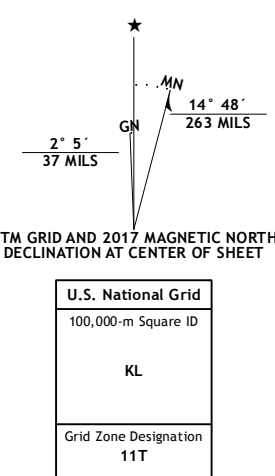 ★
MN
GN
14° 48´
263 MILS
2° 5´
37 MILS
TM GRID AND 2017 MAGNETIC NORTH
DECLINATION AT CENTER OF SHEET
U.S. National Grid
100,000-m Square ID
KL
Grid Zone Designation
11T